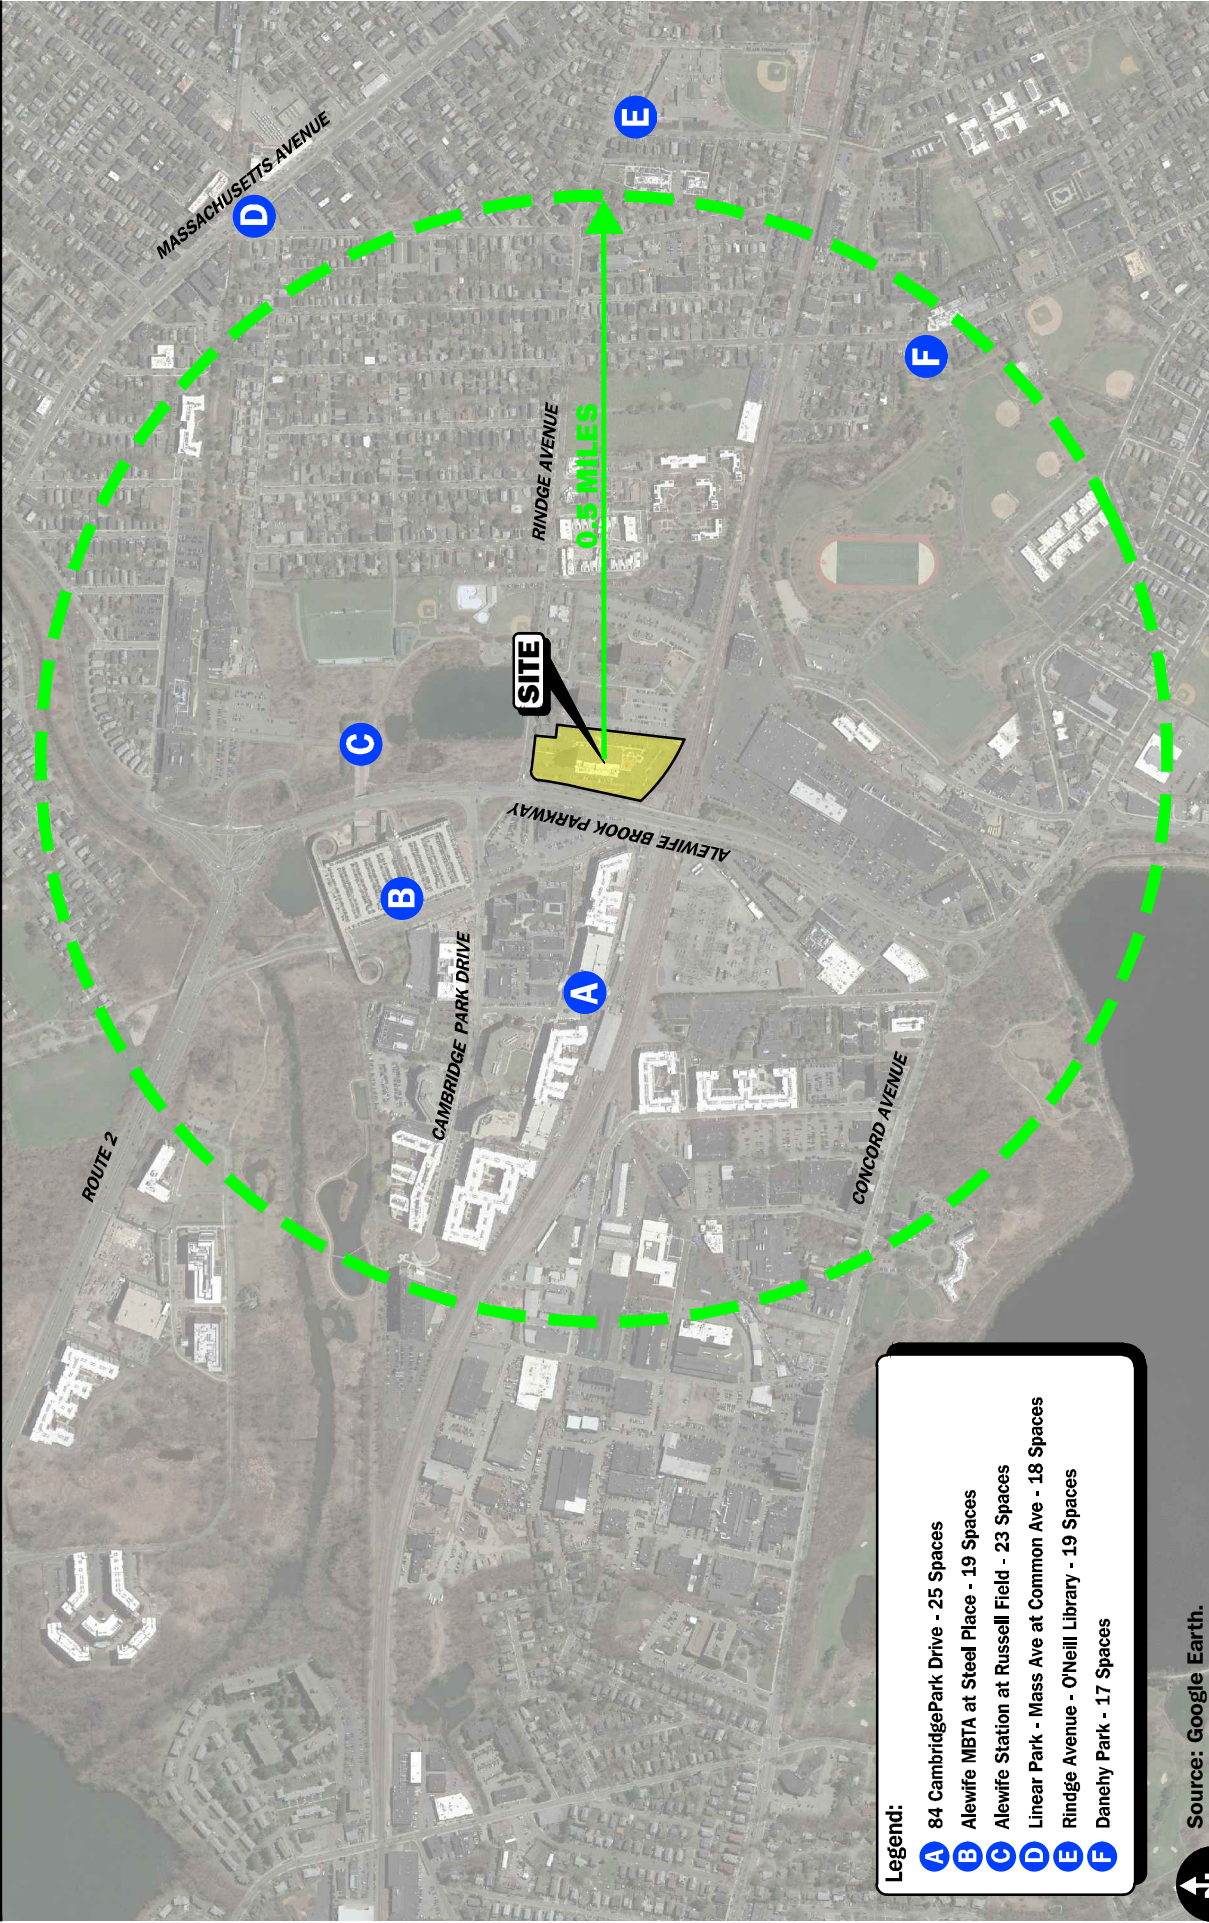 MASSACHUSETTS AVENUE
D
E
F
RINDGE AVENUE
0.5 MILES
SITE
C
ALEWIFE BROOK PARKWAY
B
A
CAMBRIDGE PARK DRIVE
ROUTE 2
CONCORD AVENUE
Legend:
A 84 CambridgePark Drive - 25 Spaces
B Alewife MBTA at Steel Place - 19 Spaces
C Alewife Station at Russell Field - 23 Spaces
D Linear Park - Mass Ave at Common Ave - 18 Spaces
E Rindge Avenue - O'Neill Library - 19 Spaces
F Danehy Park - 17 Spaces
Source: Google Earth.